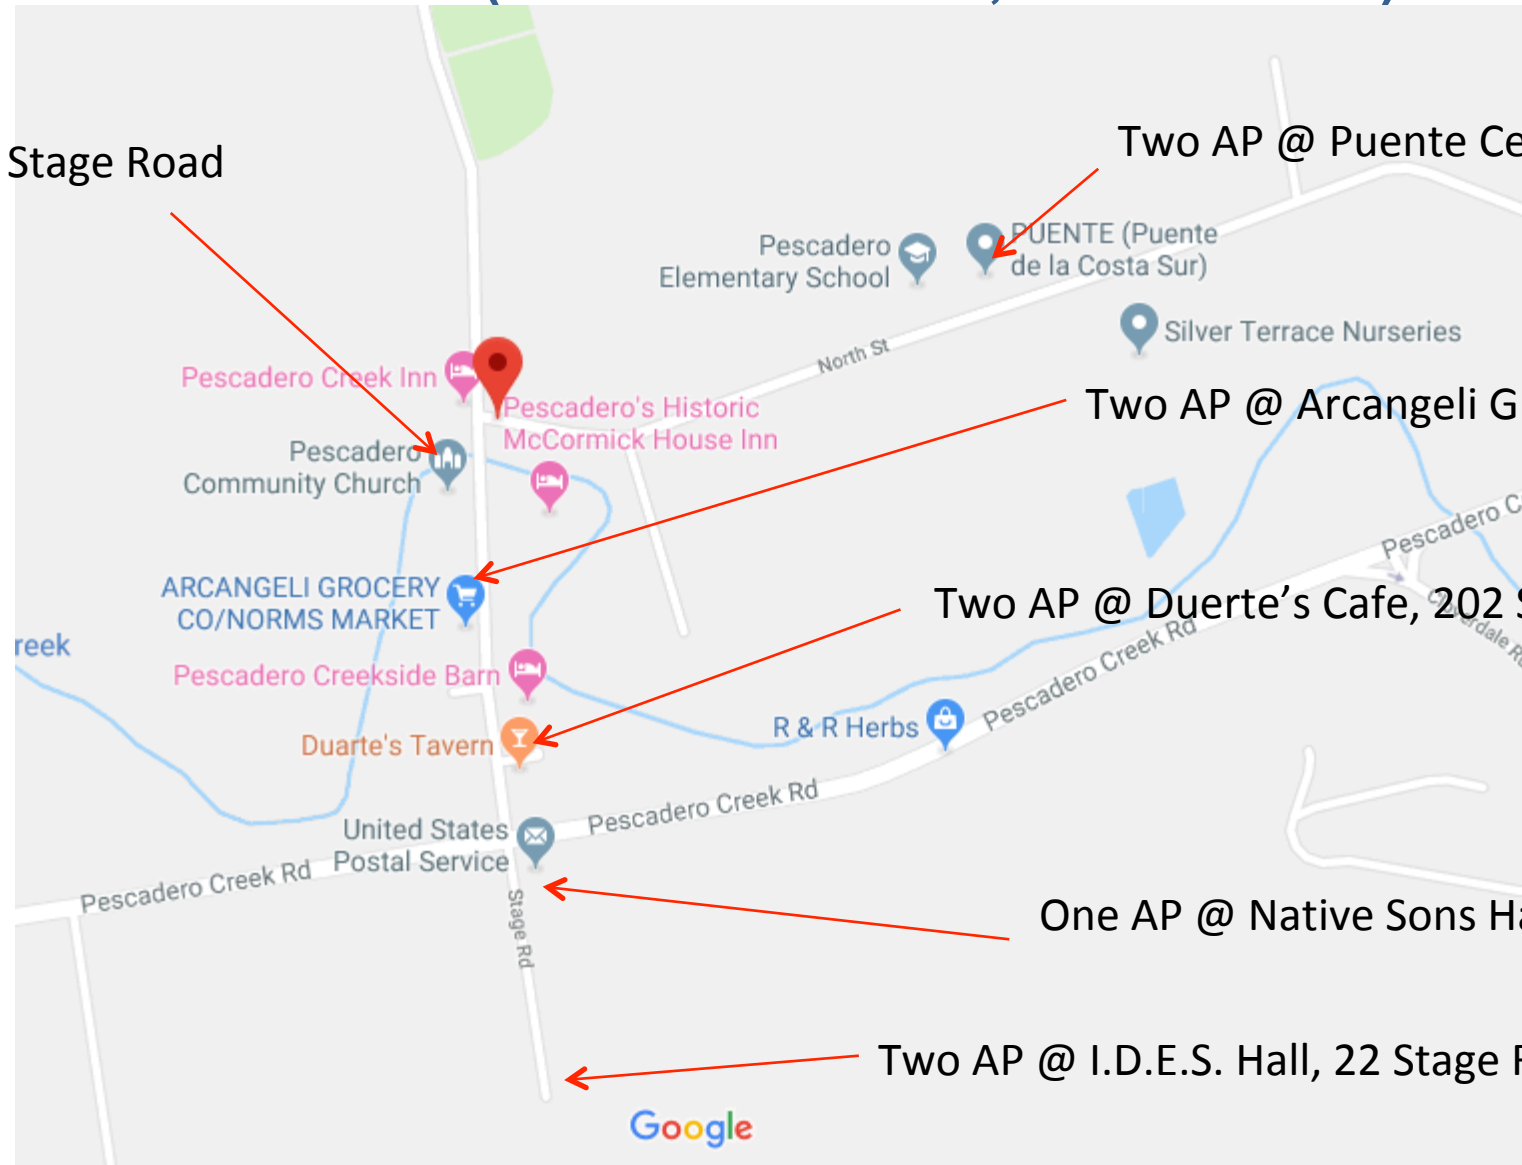 Stage Road
Two AP @ Puente Ce
Pescadero
Elementary School
PUENTE (Puente
de la Costa Sur)
Silver Terrace Nurseries
North St
Pescadero Creek Inn
Pescadero's Historic
McCormick House Inn
Two AP @ Arcangeli G
Pescadero
Community Church
Pescadero C
ARCANGELI GROCERY
CO/NORMS MARKET
Two AP @ Duerte’s Cafe, 202 S
Cloverdale R
reek
Pescadero Creek Rd
Pescadero Creekside Barn
R & R Herbs
Duarte's Tavern
Pescadero Creek Rd
United States
Postal Service
Pescadero Creek Rd
Stage Rd
One AP @ Native Sons Ha
Two AP @ I.D.E.S. Hall, 22 Stage R
Google